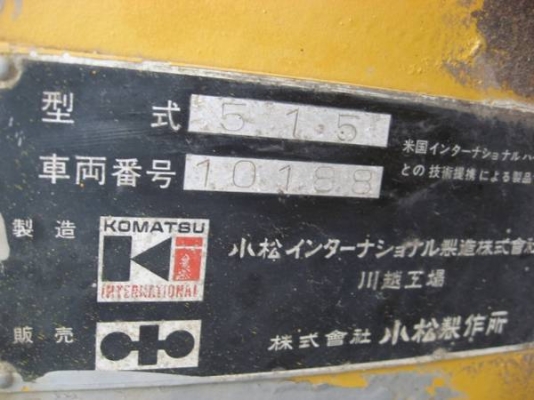 型式 515
米国インターナショナルハ
車両番号 10188
との技術提携による製品
製造 KOMATSU INTERNATIONAL 小松インターナショナル製造株式會
川越工場
販売 株式會社 小松製作所